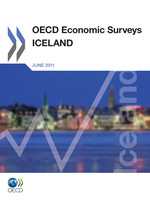 OECD Economic Surveys
ICELAND
JUNE 2011
Iceland
OECD